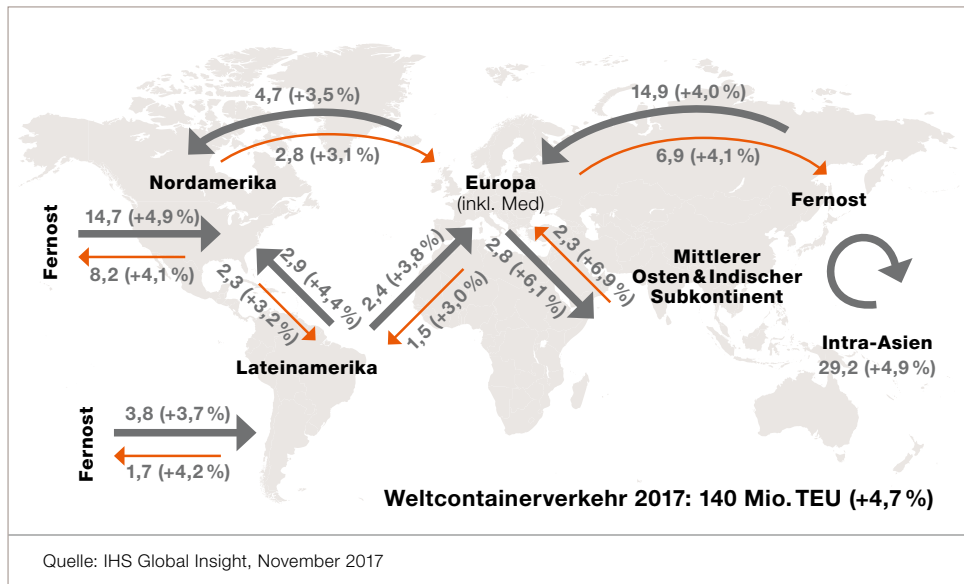 4,7 (+3,5 %)
14,9 (+4,0 %)
2,8 (+3,1 %)
6,9 (+4,1 %)
Nordamerika
Europa
(inkl. Med)
Fernost
Fernost
14,7 (+4,9 %)
8,2 (+4,1 %)
2,3 (+3,2 %)
2,9 (+4,4 %)
2,4 (+3,8 %)
1,5 (+3,0 %)
2,8 (+6,1 %)
2,3 (+6,9 %)
Mittlerer
Osten & Indischer
Subkontinent
Lateinamerika
Intra-Asien
29,2 (+4,9 %)
Fernost
3,8 (+3,7 %)
1,7 (+4,2 %)
Weltcontainerverkehr 2017: 140 Mio. TEU (+4,7 %)
Quelle: IHS Global Insight, November 2017